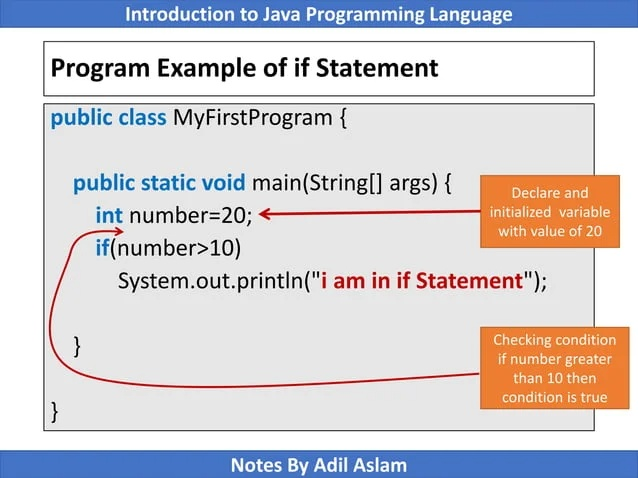 Introduction to Java Programming Language
Program Example of if Statement
public class MyFirstProgram {
public static void main(String[] args) {
int number=20;
if(number>10)
System.out.println("i am in if Statement");
}
}
Declare and
initialized variable
with value of 20
Checking condition
if number greater
than 10 then
condition is true
Notes By Adil Aslam